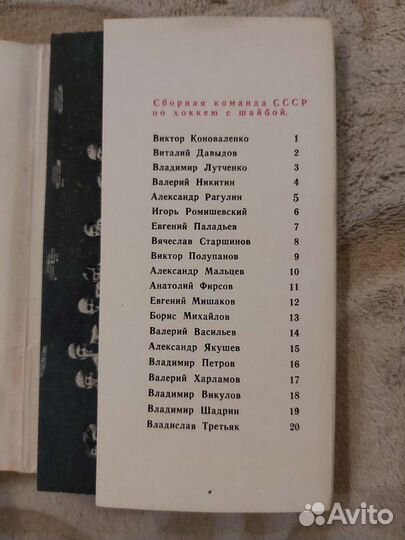 Сборная команда СССР
по хоккею с шайбой.
Виктор Коноваленко 1
Виталий Давыдов 2
Владимир Лутченко 3
Валерий Никитин 4
Александр Рагулин 5
Игорь Ромишевский 6
Евгений Паладьев 7
Вячеслав Старшинов 8
Виктор Полупанов 9
Александр Мальцев 10
Анатолий Фирсов 11
Евгений Мишаков 12
Борис Михайлов 13
Валерий Васильев 14
Александр Якушев 15
Владимир Петров 16
Валерий Харламов 17
Владимир Викулов 18
Владимир Шадрин 19
Владислав Третьяк 20
Avito